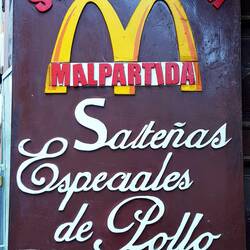 MALPARTIDA
Salteñas
Especiales
de Pollo